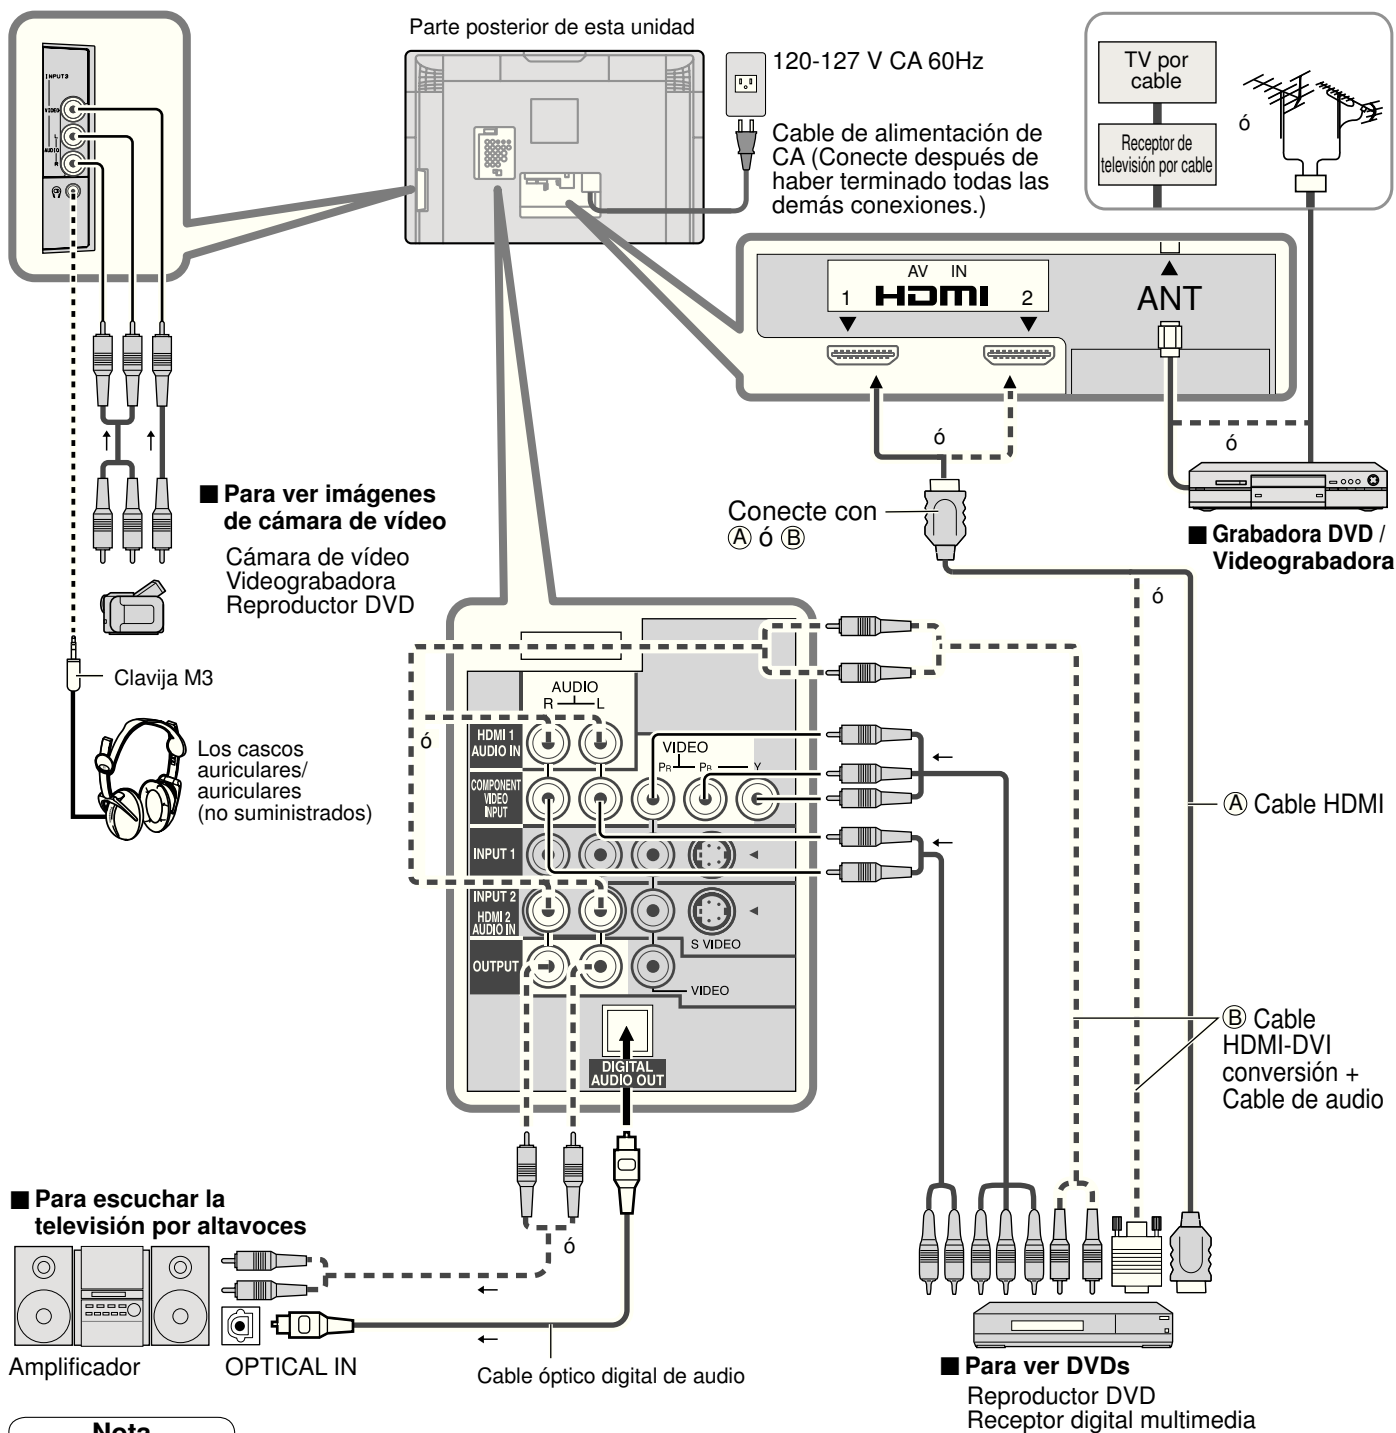 Parte posterior de esta unidad
120-127 V CA 60Hz
Cable de alimentación de
CA (Conecte después de
haber terminado todas las
demás conexiones.)
TV por
cable
Receptor de
televisión por cable
ó
INPUT3
VIDEO
L
AUDIO
R
AV IN
1 HDMI 2
ANT
ó
ó
Conecte con
Ⓐ ó Ⓑ
■ Grabadora DVD /
Videograbadora
■ Para ver imágenes
de cámara de vídeo
Cámara de vídeo
Videograbadora
Reproductor DVD
Clavija M3
Los cascos
auriculares/
auriculares
(no suministrados)
ó
AUDIO
R L
ó
HDMI 1
AUDIO IN
VIDEO
PR PB Y
COMPONENT
VIDEO
INPUT
INPUT 1
INPUT 2
HDMI 2
AUDIO IN
S VIDEO
OUTPUT
VIDEO
DIGITAL
AUDIO OUT
Ⓐ Cable HDMI
Ⓑ Cable
HDMI-DVI
conversión +
Cable de audio
■ Para escuchar la
televisión por altavoces
ó
Amplificador
OPTICAL IN
Cable óptico digital de audio
■ Para ver DVDs
Reproductor DVD
Receptor digital multimedia
Nota